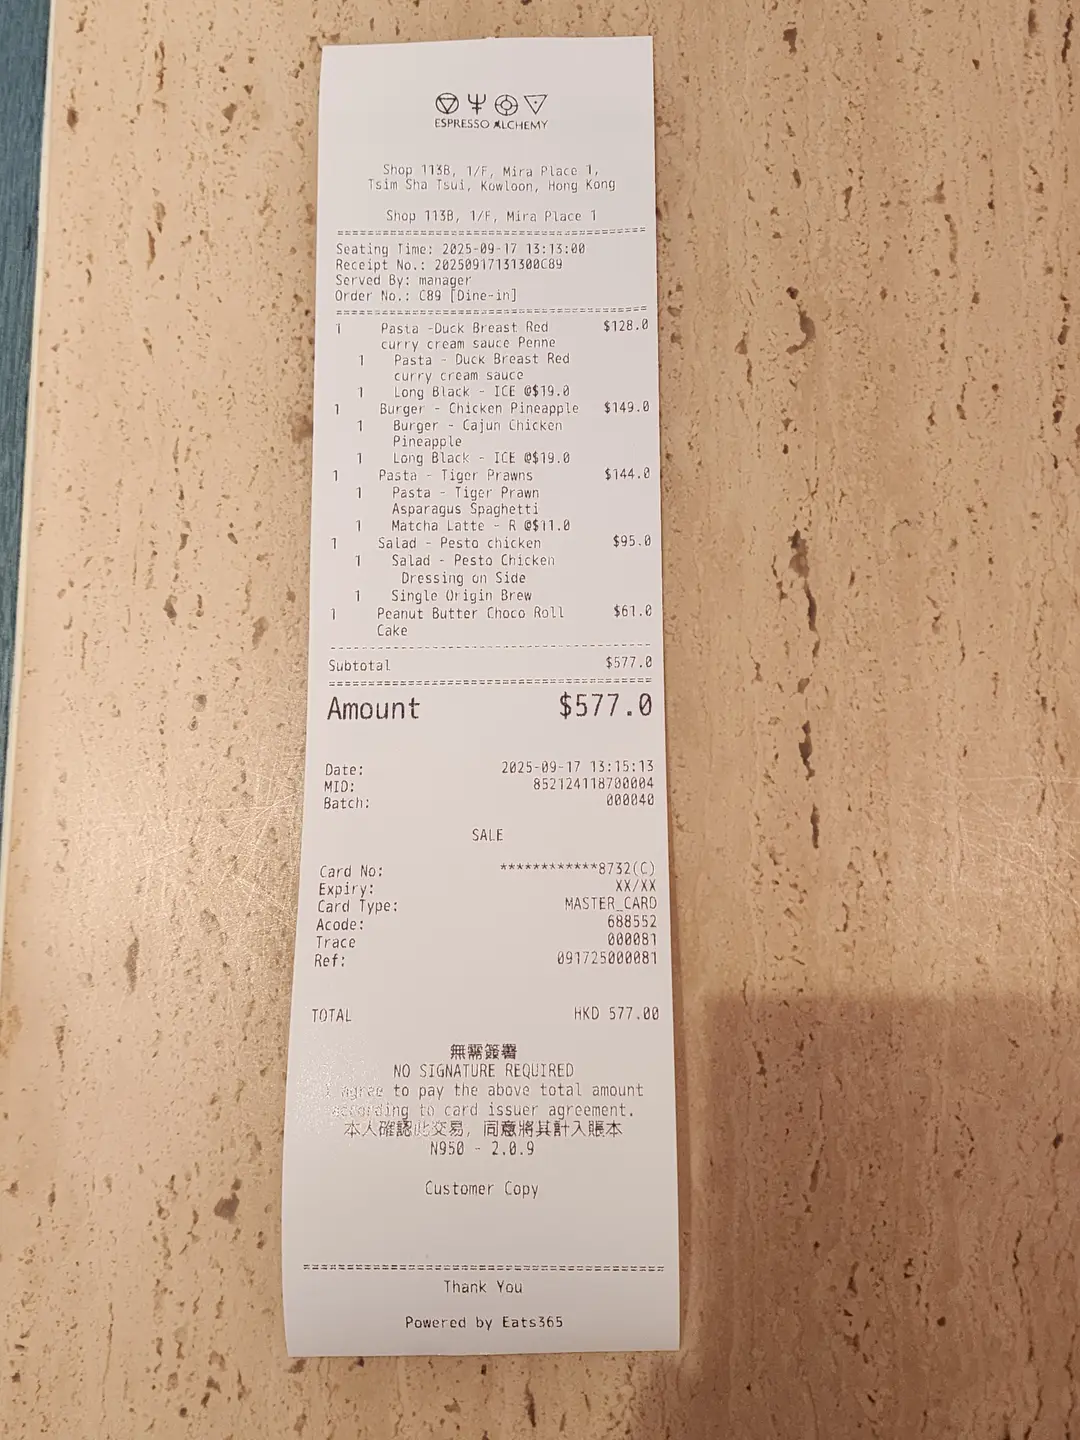 ESPRESSO ALCHEMY
Shop 113B, 1/F, Mira Place 1,
Tsim Sha Tsui, Kowloon, Hong Kong
Shop 113B, 1/F, Mira Place 1
Seating Time: 2025-09-17 13:13:00
Receipt No.: 20250917131300C89
Served By: manager
Order No.: C89 [Dine-in]
1 Pasta -Duck Breast Red $128.0
curry cream sauce Penne
1 Pasta - Duck Breast Red
curry cream sauce
1 Long Black - ICE @$19.0
1 Burger - Chicken Pineapple $149.0
1 Burger - Cajun Chicken
Pineapple
1 Long Black - ICE @$19.0
1 Pasta - Tiger Prawns $144.0
1 Pasta - Tiger Prawn
Asparagus Spaghetti
1 Matcha Latte - R @$11.0
1 Salad - Pesto chicken $95.0
1 Salad - Pesto Chicken
Dressing on Side
1 Single Origin Brew
1 Peanut Butter Choco Roll $61.0
Cake
Subtotal $577.0
Amount $577.0
Date: 2025-09-17 13:15:13
MID: 852124118700004
Batch: 000040
SALE
Card No: ************8732(C)
Expiry: XX/XX
Card Type: MASTER_CARD
Acode: 688552
Trace 000081
Ref: 091725000081
TOTAL HKD 577.00
無需簽署
NO SIGNATURE REQUIRED
I agree to pay the above total amount
according to card issuer agreement.
本人確認此交易, 同意將其計入賬本
N950 - 2.0.9
Customer Copy
Thank You
Powered by Eats365